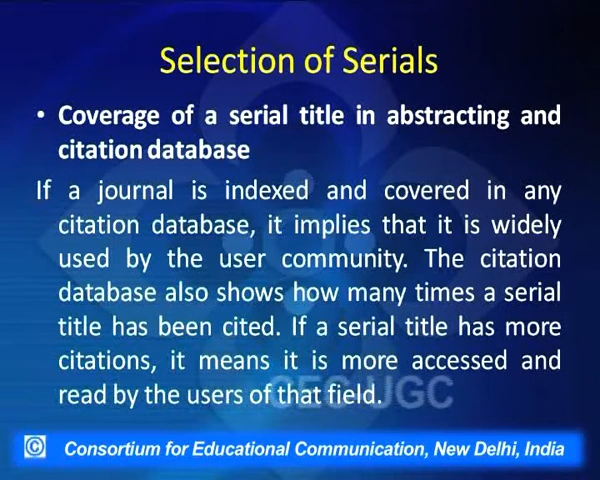 Selection of Serials
• Coverage of a serial title in abstracting and
citation database
If a journal is indexed and covered in any
citation database, it implies that it is widely
used by the user community. The citation
database also shows how many times a serial
title has been cited. If a serial title has more
citations, it means it is more accessed and
read by the users of that field.
CEC UGC
© Consortium for Educational Communication, New Delhi, India